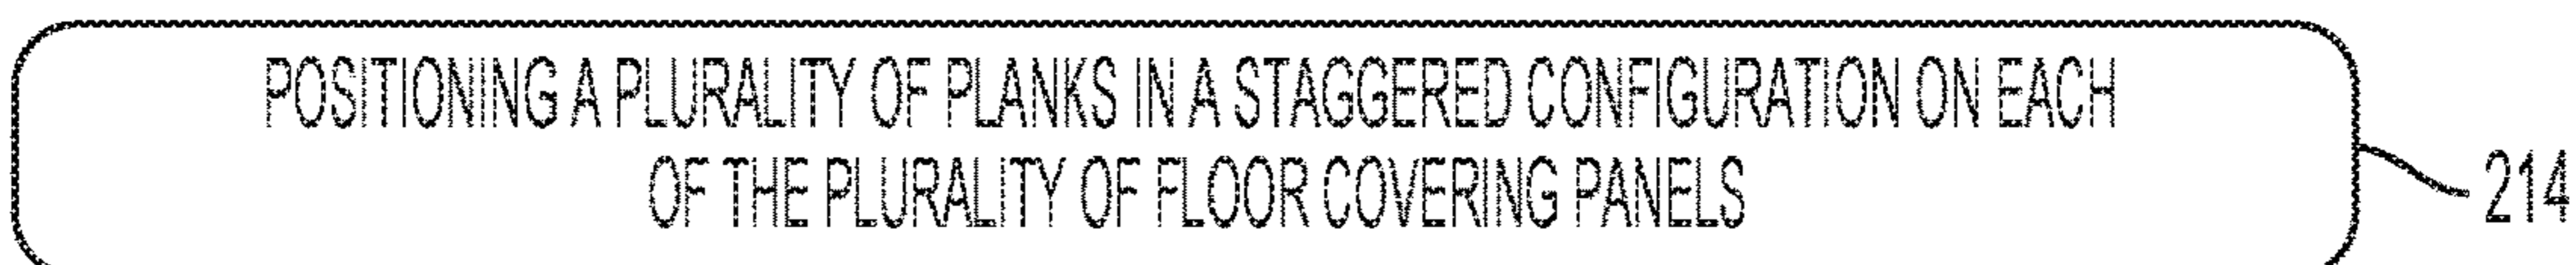 POSITIONING A PLURALITY OF PLANKS IN A STAGGERED CONFIGURATION ON EACH
OF THE PLURALITY OF FLOOR COVERING PANELS
214